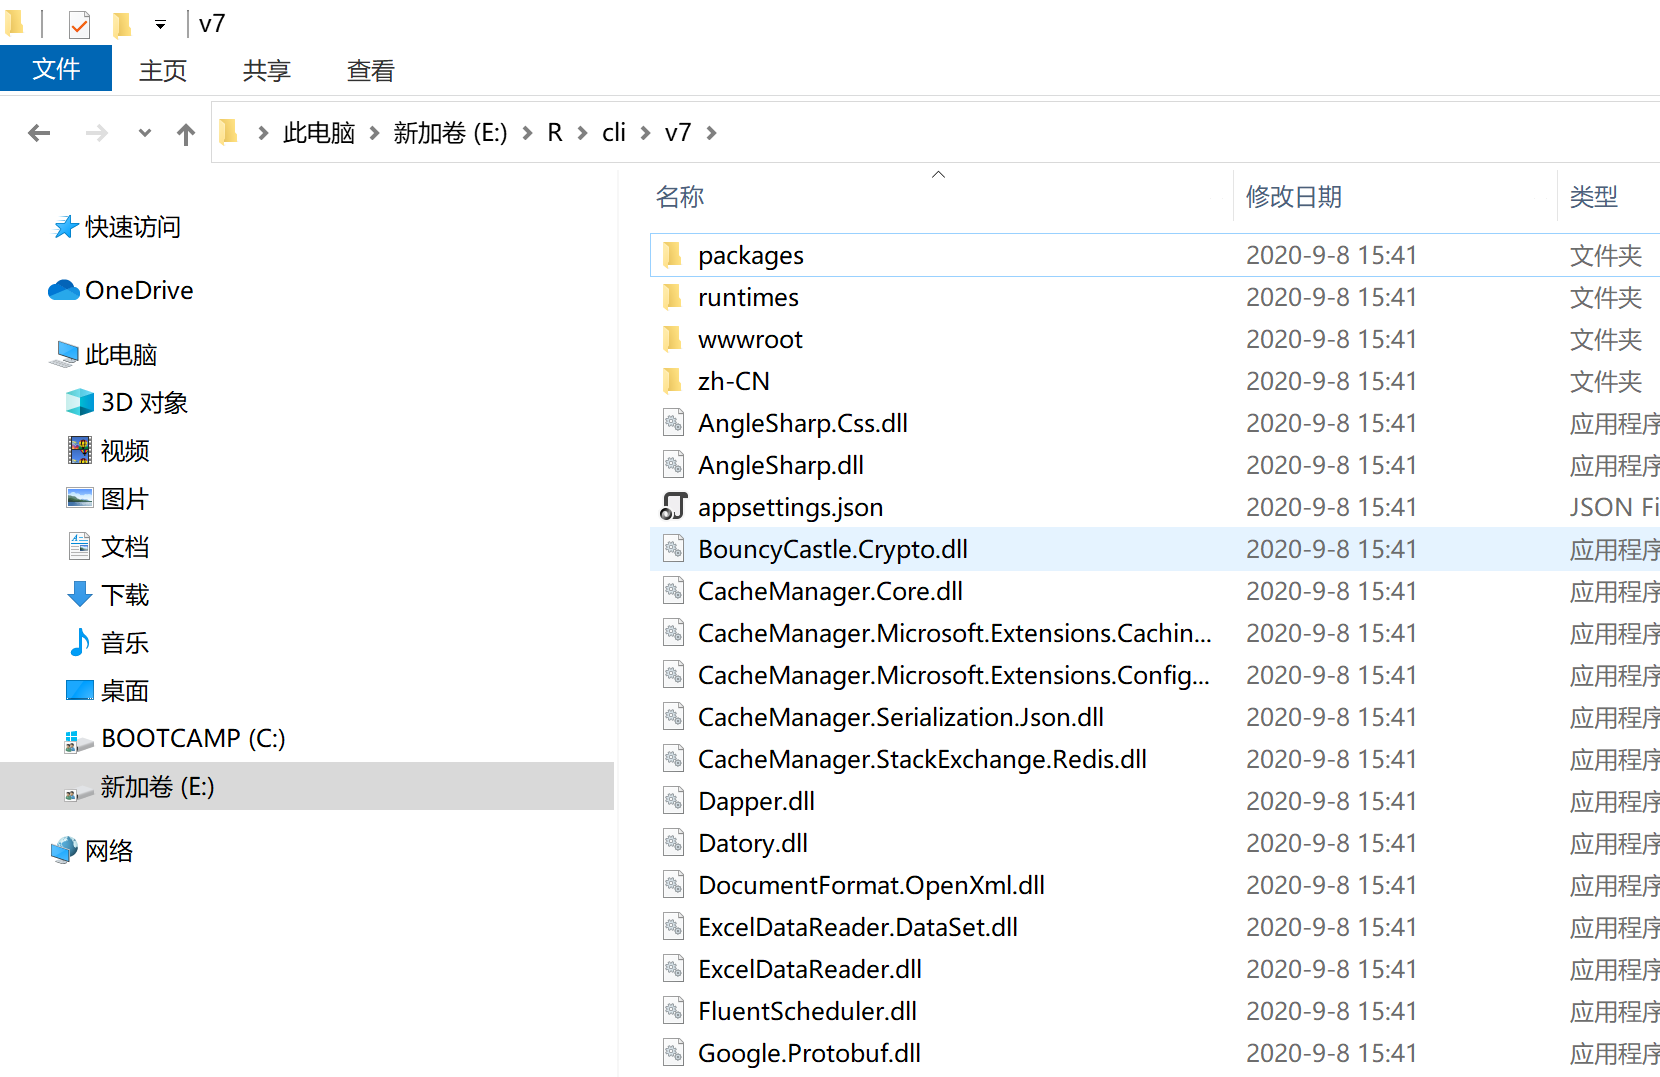 v7
文件 主页 共享 查看
此电脑 新加卷 (E:) R cli v7
名称 修改日期 类型
快速访问
OneDrive
此电脑
3D 对象
视频
图片
文档
下载
音乐
桌面
BOOTCAMP (C:)
新加卷 (E:)
网络
packages 2020-9-8 15:41 文件夹
runtimes 2020-9-8 15:41 文件夹
wwwroot 2020-9-8 15:41 文件夹
zh-CN 2020-9-8 15:41 文件夹
AngleSharp.Css.dll 2020-9-8 15:41 应用程序
AngleSharp.dll 2020-9-8 15:41 应用程序
appsettings.json 2020-9-8 15:41 JSON Fi
BouncyCastle.Crypto.dll 2020-9-8 15:41 应用程序
CacheManager.Core.dll 2020-9-8 15:41 应用程序
CacheManager.Microsoft.Extensions.Cachin... 2020-9-8 15:41 应用程序
CacheManager.Microsoft.Extensions.Config... 2020-9-8 15:41 应用程序
CacheManager.Serialization.Json.dll 2020-9-8 15:41 应用程序
CacheManager.StackExchange.Redis.dll 2020-9-8 15:41 应用程序
Dapper.dll 2020-9-8 15:41 应用程序
Datory.dll 2020-9-8 15:41 应用程序
DocumentFormat.OpenXml.dll 2020-9-8 15:41 应用程序
ExcelDataReader.DataSet.dll 2020-9-8 15:41 应用程序
ExcelDataReader.dll 2020-9-8 15:41 应用程序
FluentScheduler.dll 2020-9-8 15:41 应用程序
Google.Protobuf.dll 2020-9-8 15:41 应用程序